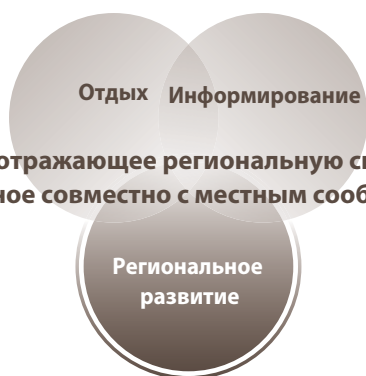 Отдых Информирование
отражающее региональную
совместно с местным
Региональное
развитие